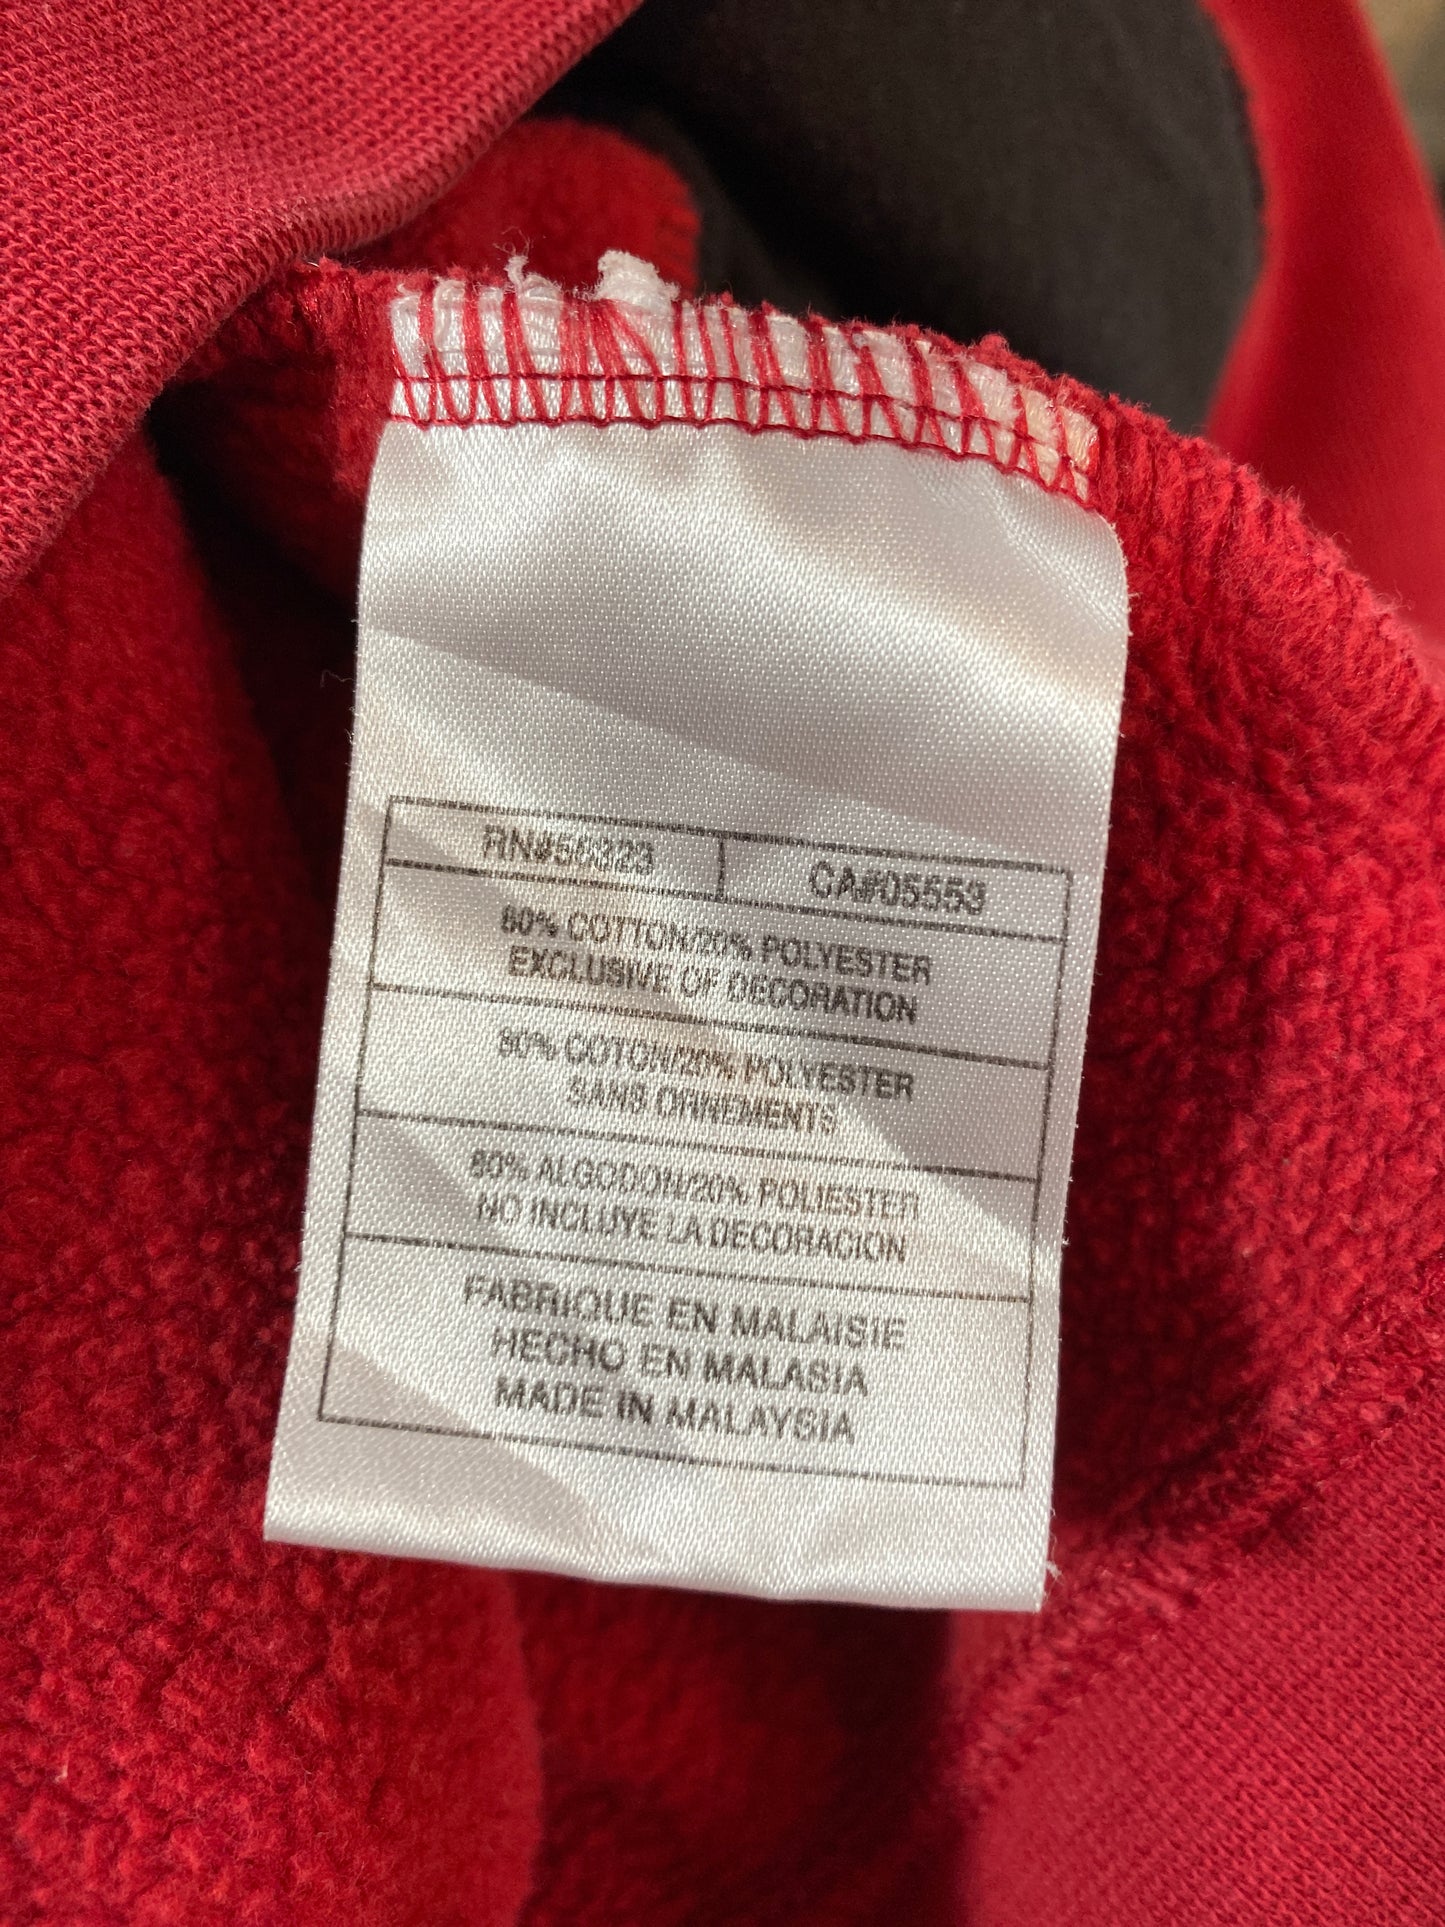 RN#56323 CA#05553
80% COTTON/20% POLYESTER
EXCLUSIVE OF DECORATION
80% COTON/20% POLYESTER
SANS ORNEMENTS
80% ALGODON/20% POLIESTER
NO INCLUYE LA DECORACION
FABRIQUE EN MALAISIE
HECHO EN MALASIA
MADE IN MALAYSIA